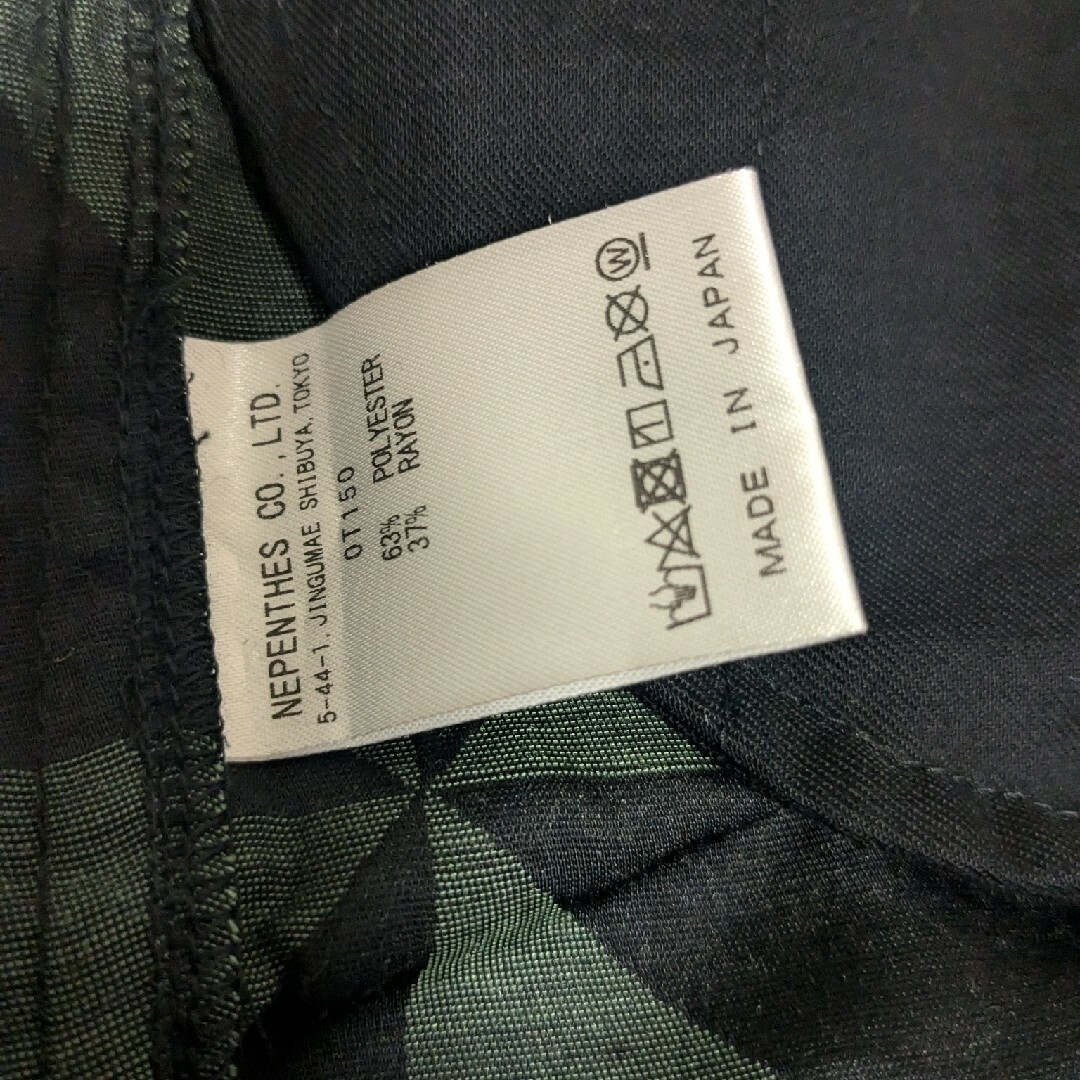 NEPENTHES CO., LTD.
5-44-1, JINGUMAE SHIBUYA, TOKYO
OT150
63% POLYESTER
37% RAYON
W
MADE IN JAPAN